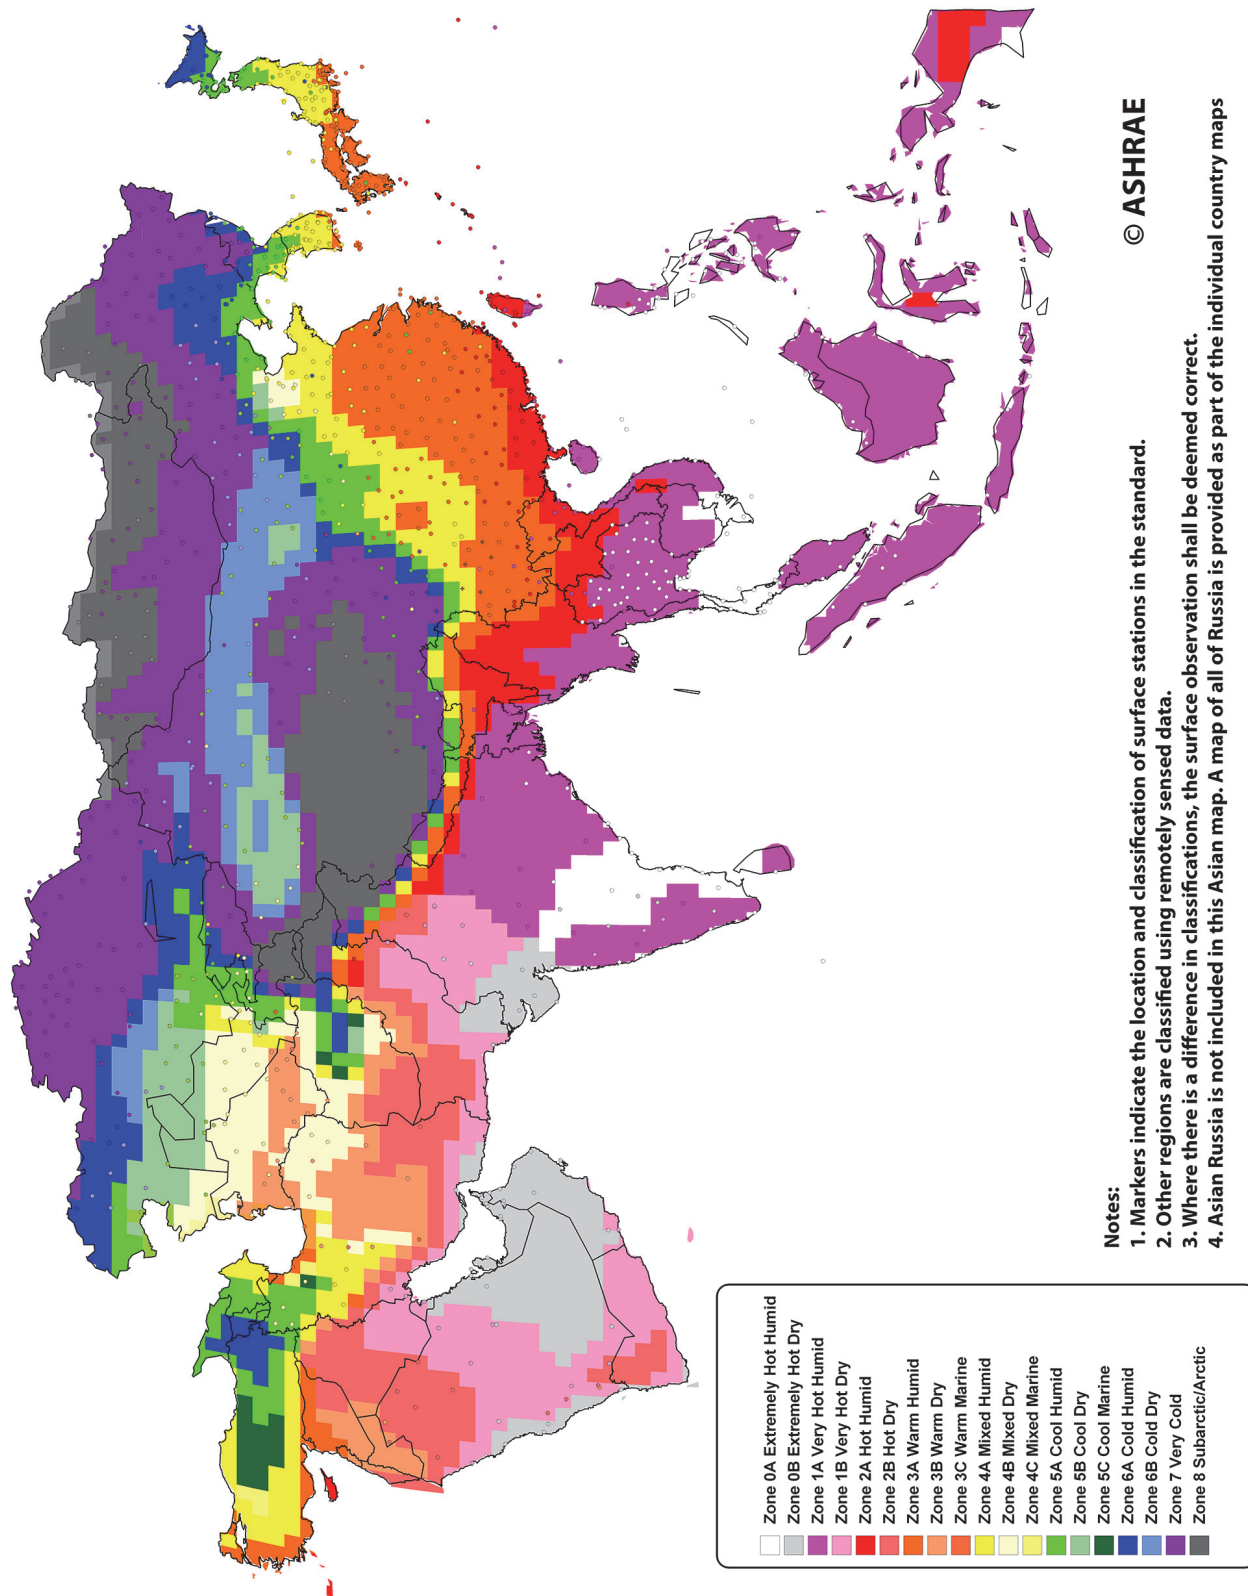 © ASHRAE
Notes:
1. Markers indicate the location and classification of surface stations in the standard.
2. Other regions are classified using remotely sensed data.
3. Where there is a difference in classifications, the surface observation shall be deemed correct.
4. Asian Russia is not included in this Asian map. A map of all of Russia is provided as part of the individual country maps
Zone 0A Extremely Hot Humid
Zone 0B Extremely Hot Dry
Zone 1A Very Hot Humid
Zone 1B Very Hot Dry
Zone 2A Hot Humid
Zone 2B Hot Dry
Zone 3A Warm Humid
Zone 3B Warm Dry
Zone 3C Warm Marine
Zone 4A Mixed Humid
Zone 4B Mixed Dry
Zone 4C Mixed Marine
Zone 5A Cool Humid
Zone 5B Cool Dry
Zone 5C Cool Marine
Zone 6A Cold Humid
Zone 6B Cold Dry
Zone 7 Very Cold
Zone 8 Subarctic/Arctic